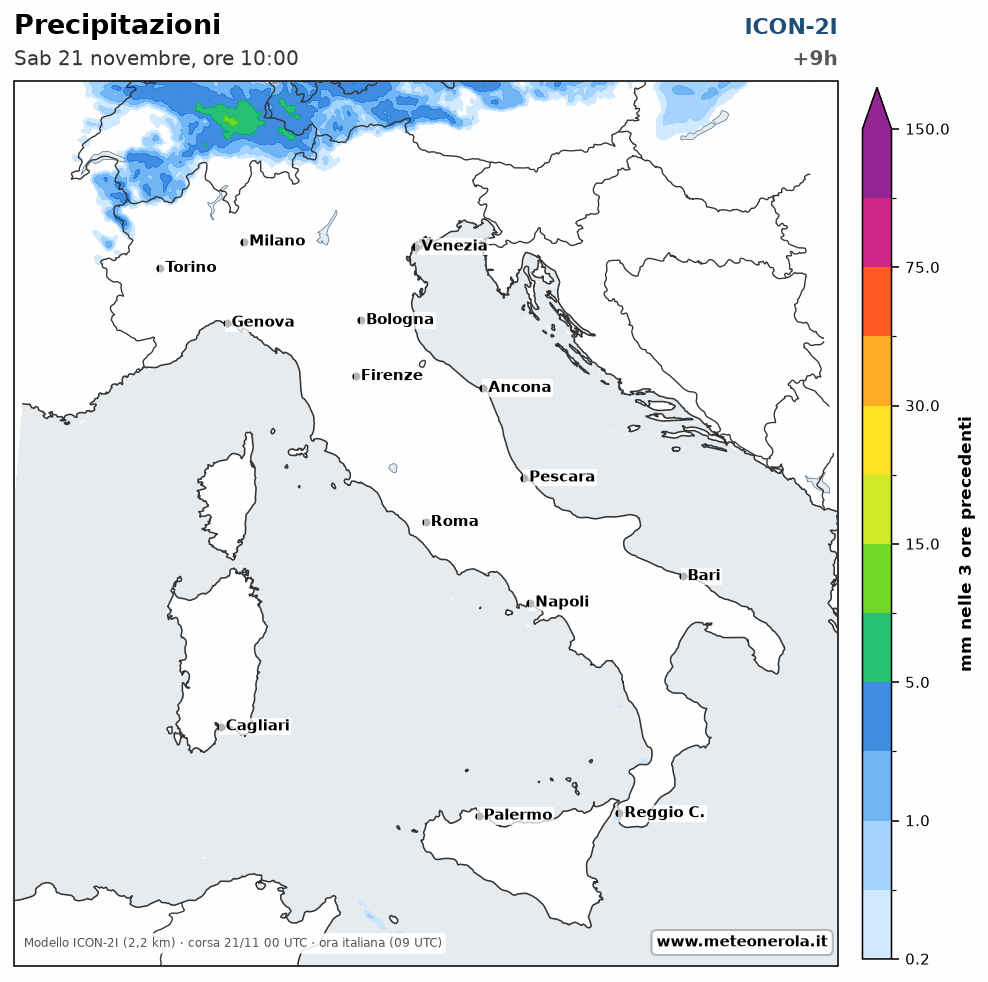 Precipitazioni
ICON-2I
Sab 21 novembre, ore 10:00
+9h
150.0
75.0
30.0
15.0
5.0
1.0
0.2
mm nelle 3 ore precedenti
Milano
Venezia
Torino
Genova
Bologna
Firenze
Ancona
Pescara
Roma
Bari
Napoli
Cagliari
Palermo
Reggio C.
Modello ICON-2I (2,2 km) · corsa 21/11 00 UTC · ora italiana (09 UTC)
www.meteonerola.it